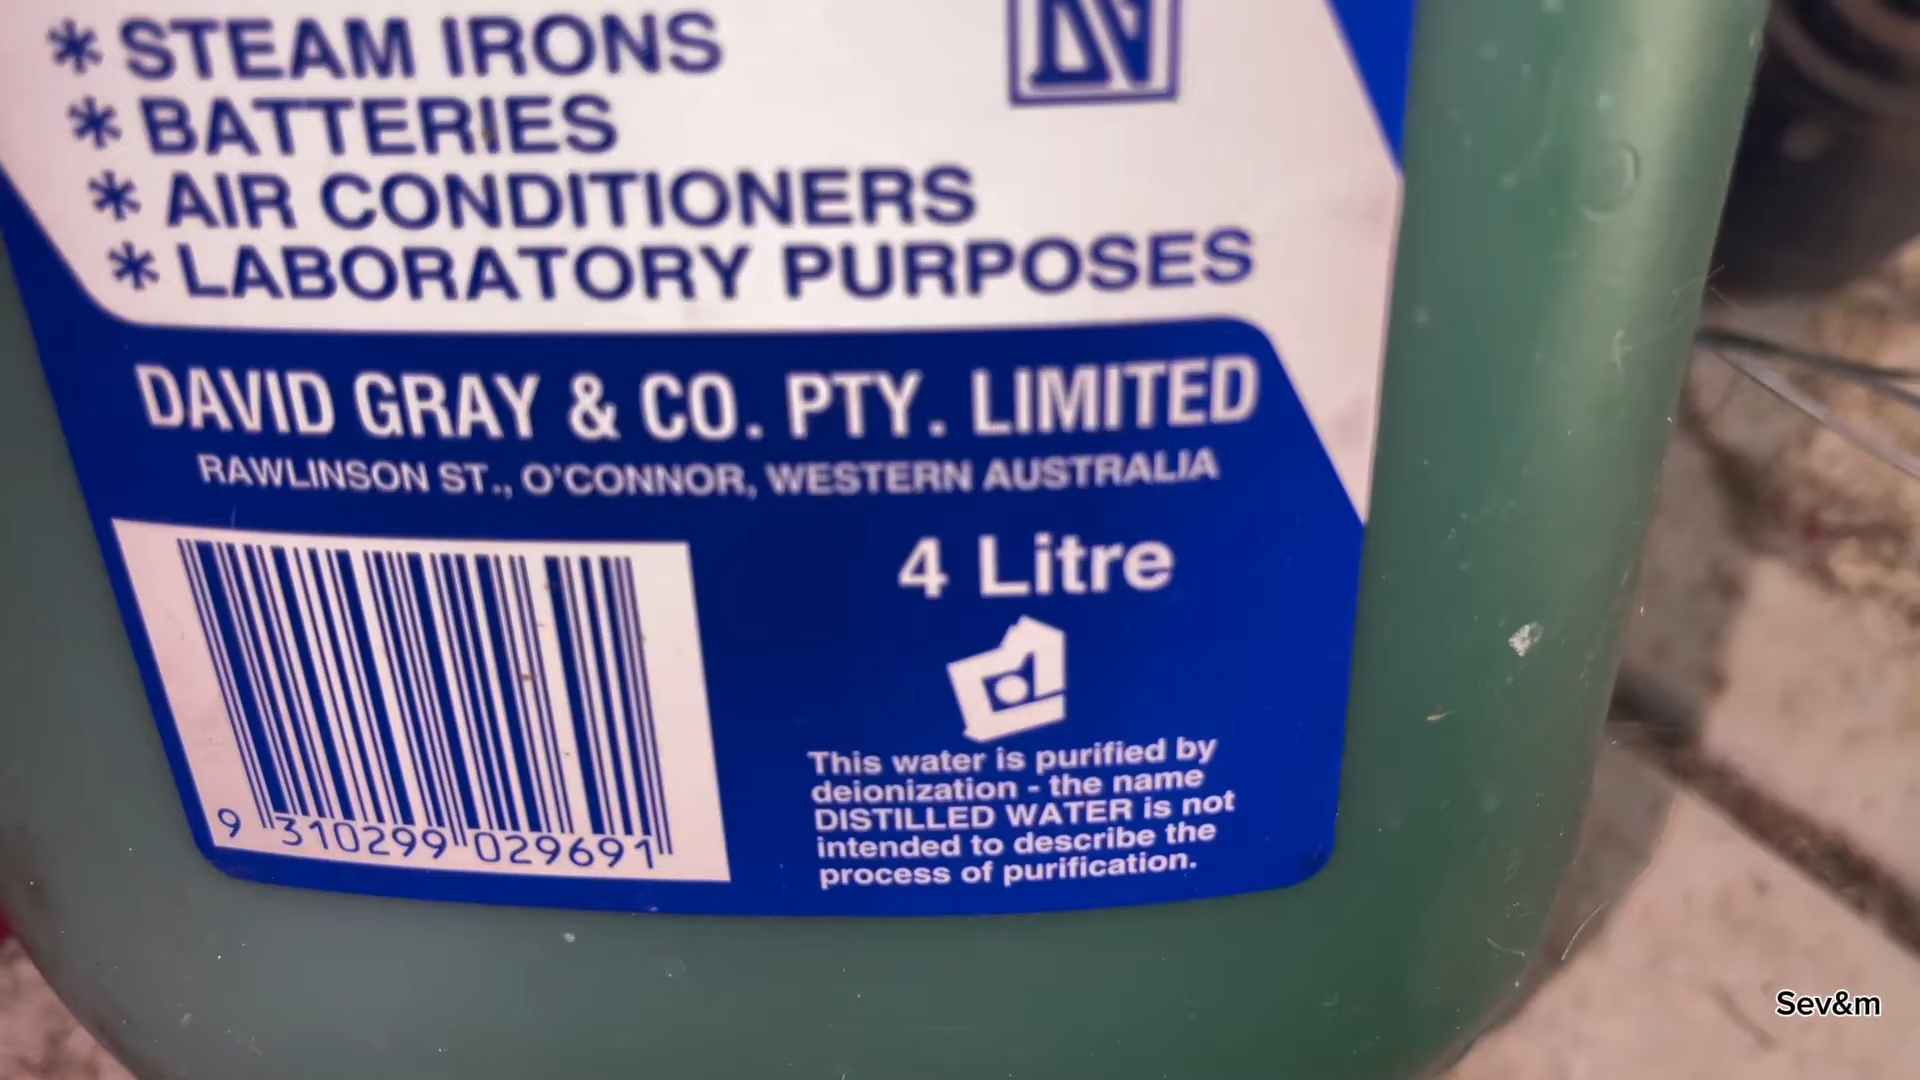 * STEAM IRONS
* BATTERIES
* AIR CONDITIONERS
* LABORATORY PURPOSES
DAVID GRAY & CO. PTY. LIMITED
RAWLINSON ST., O'CONNOR, WESTERN AUSTRALIA
4 Litre
9 310299 029691
This water is purified by
deionization - the name
DISTILLED WATER is not
intended to describe the
process of purification.
Sev&m